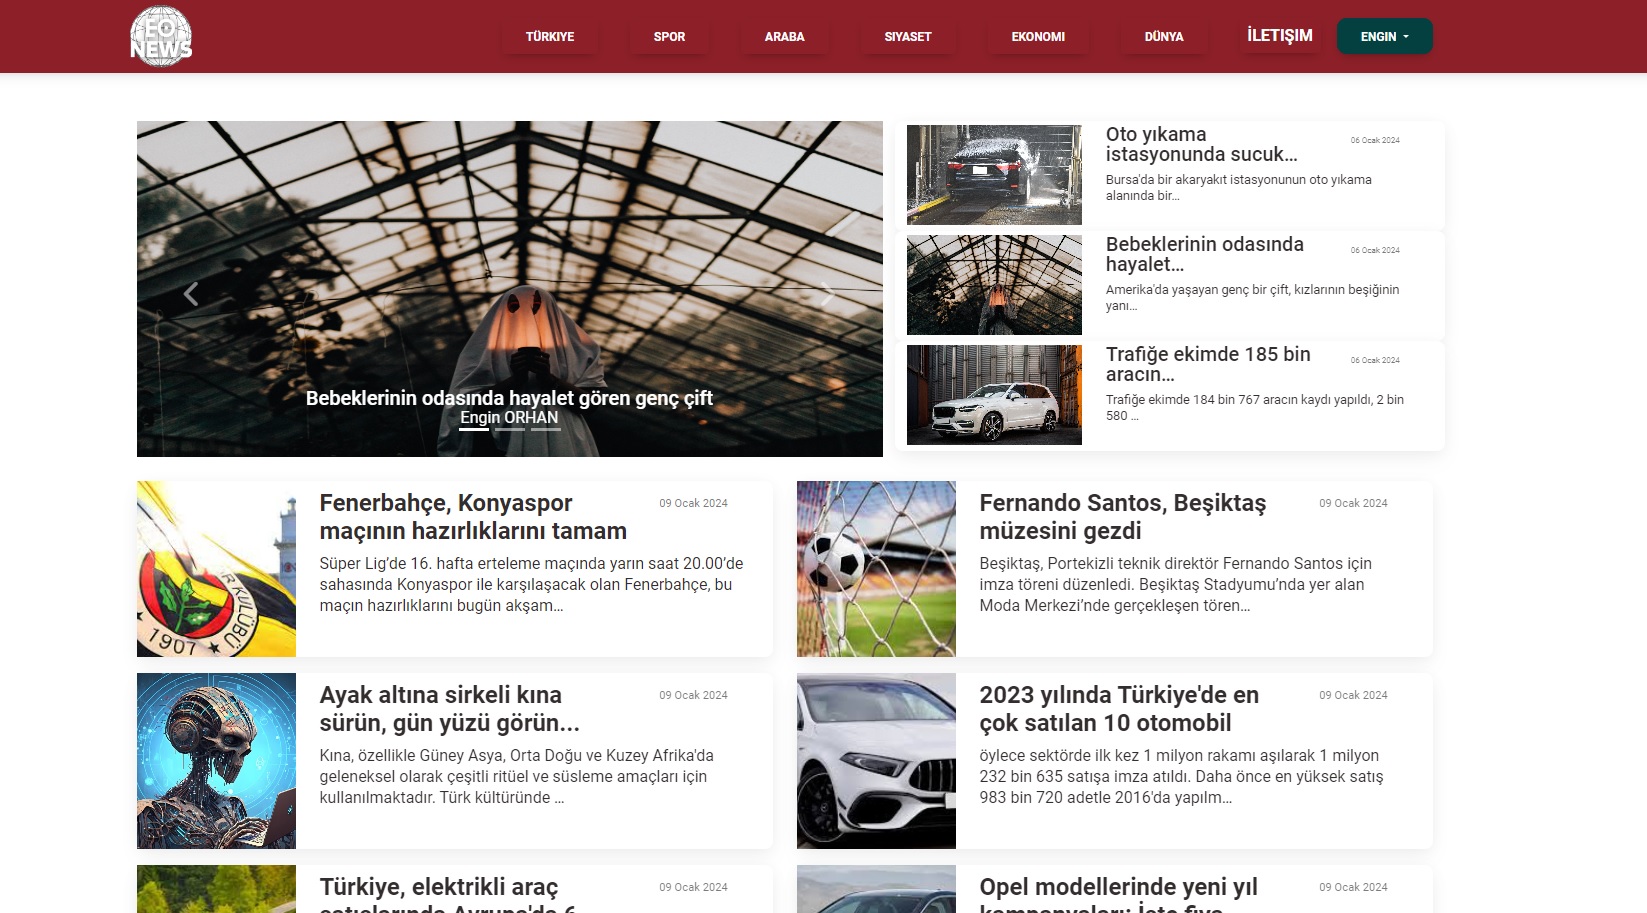 EO
NEWS
TÜRKIYE
SPOR
ARABA
SIYASET
EKONOMI
DÜNYA
İLETİŞIM
ENGIN
Bebeklerinin odasında hayalet gören genç çift
Engin ORHAN
Oto yıkama
istasyonunda sucuk...
06 Ocak 2024
Bursa'da bir akaryakıt istasyonunun oto yıkama
alanında bir...
Bebeklerinin odasında
hayalet...
06 Ocak 2024
Amerika'da yaşayan genç bir çift, kızlarının beşiğinin
yanı...
Trafiğe ekimde 185 bin
aracın...
06 Ocak 2024
Trafiğe ekimde 184 bin 767 aracın kaydı yapıldı, 2 bin
580 ...
Fenerbahçe, Konyaspor
maçının hazırlıklarını tamam
09 Ocak 2024
Süper Lig’de 16. hafta erteleme maçında yarın saat 20.00’de
sahasında Konyaspor ile karşılaşacak olan Fenerbahçe, bu
maçın hazırlıklarını bugün akşam...
R KULÜBÜ
★ 1907 ★
Fernando Santos, Beşiktaş
müzesini gezdi
09 Ocak 2024
Beşiktaş, Portekizli teknik direktör Fernando Santos için
imza töreni düzenledi. Beşiktaş Stadyumu’nda yer alan
Moda Merkezi’nde gerçekleşen tören...
Ayak altına sirkeli kına
sürün, gün yüzü görün...
09 Ocak 2024
Kına, özellikle Güney Asya, Orta Doğu ve Kuzey Afrika'da
geleneksel olarak çeşitli ritüel ve süsleme amaçları için
kullanılmaktadır. Türk kültüründe ...
2023 yılında Türkiye'de en
çok satılan 10 otomobil
09 Ocak 2024
öylece sektörde ilk kez 1 milyon rakamı aşılarak 1 milyon
232 bin 635 satışa imza atıldı. Daha önce en yüksek satış
983 bin 720 adetle 2016'da yapılm...
Türkiye, elektrikli araç
satışlarında Avrupa'da 6
09 Ocak 2024
Opel modellerinde yeni yıl
kampanyaları: İşte fiya
09 Ocak 2024